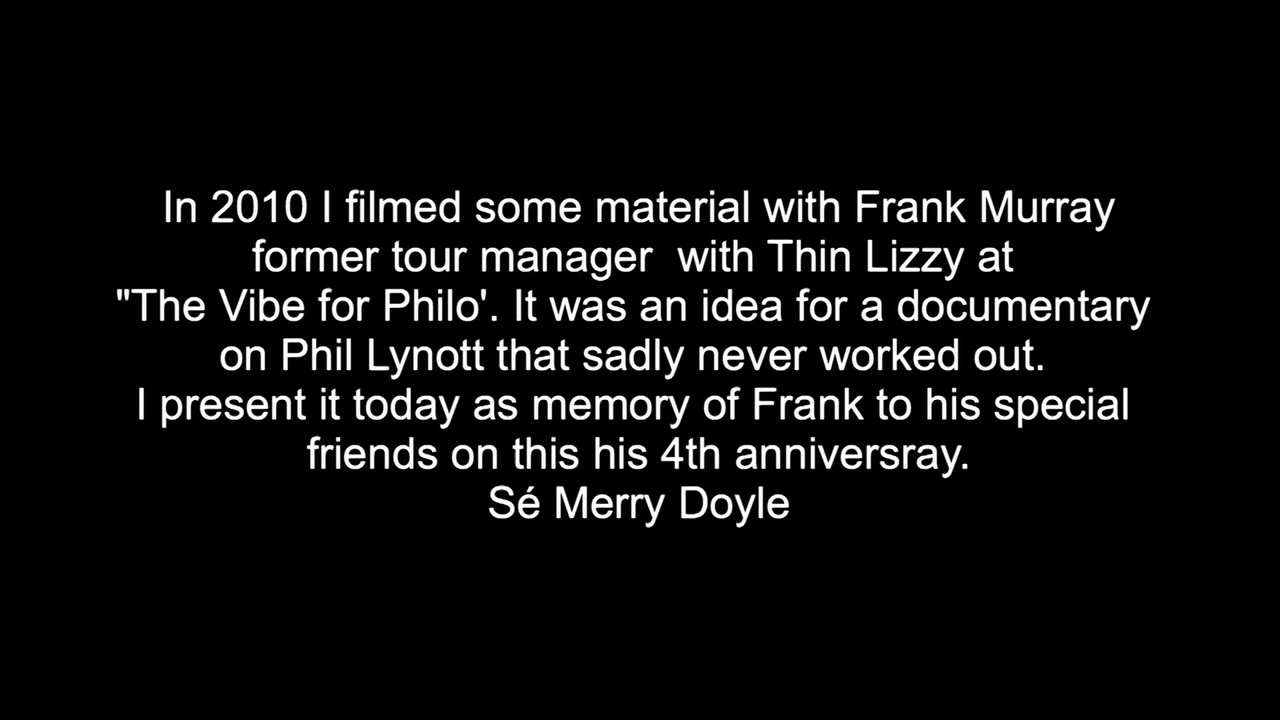 In 2010 I filmed some material with Frank Murray
former tour manager  with Thin Lizzy at
"The Vibe for Philo'. It was an idea for a documentary
on Phil Lynott that sadly never worked out.
I present it today as memory of Frank to his special
friends on this his 4th anniversray.
Sé Merry Doyle